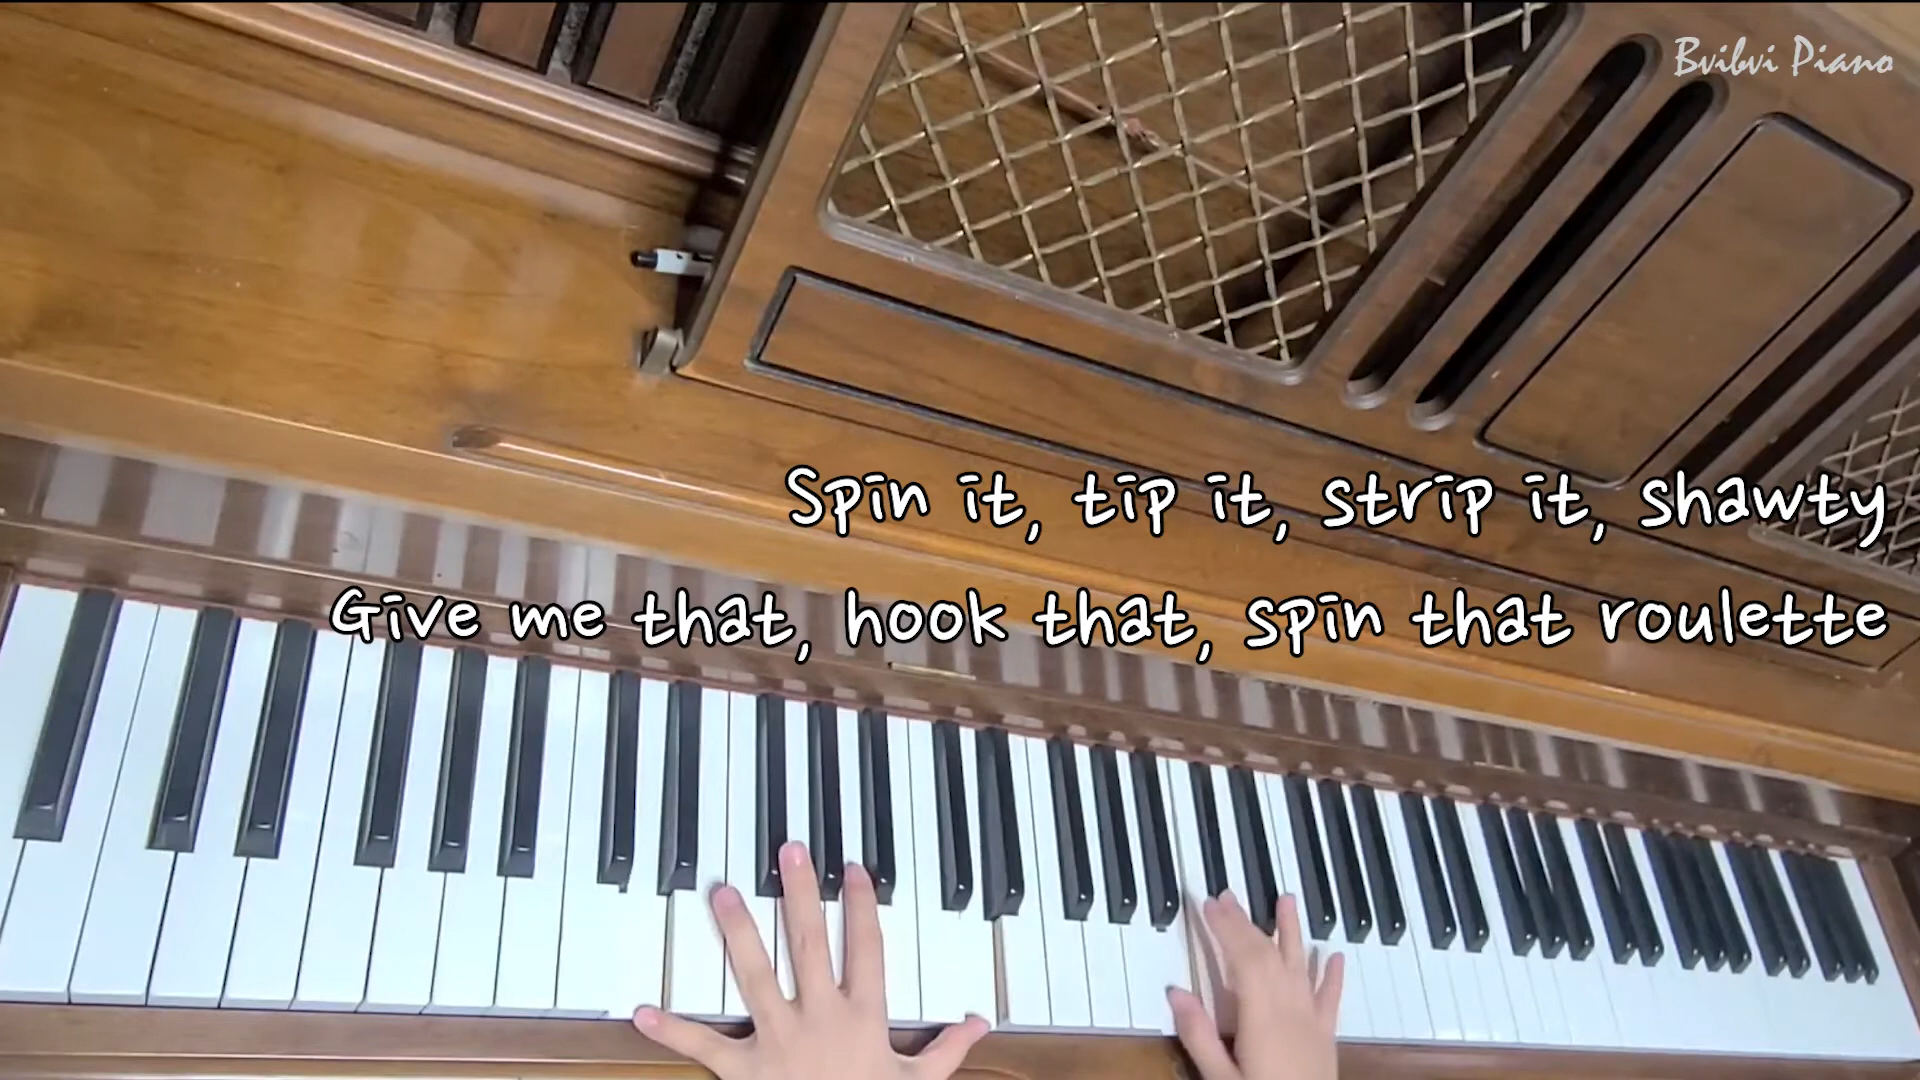 Bvibvi Piano
Spin it, tip it, strip it, shawty
Give me that, hook that, spin that roulette